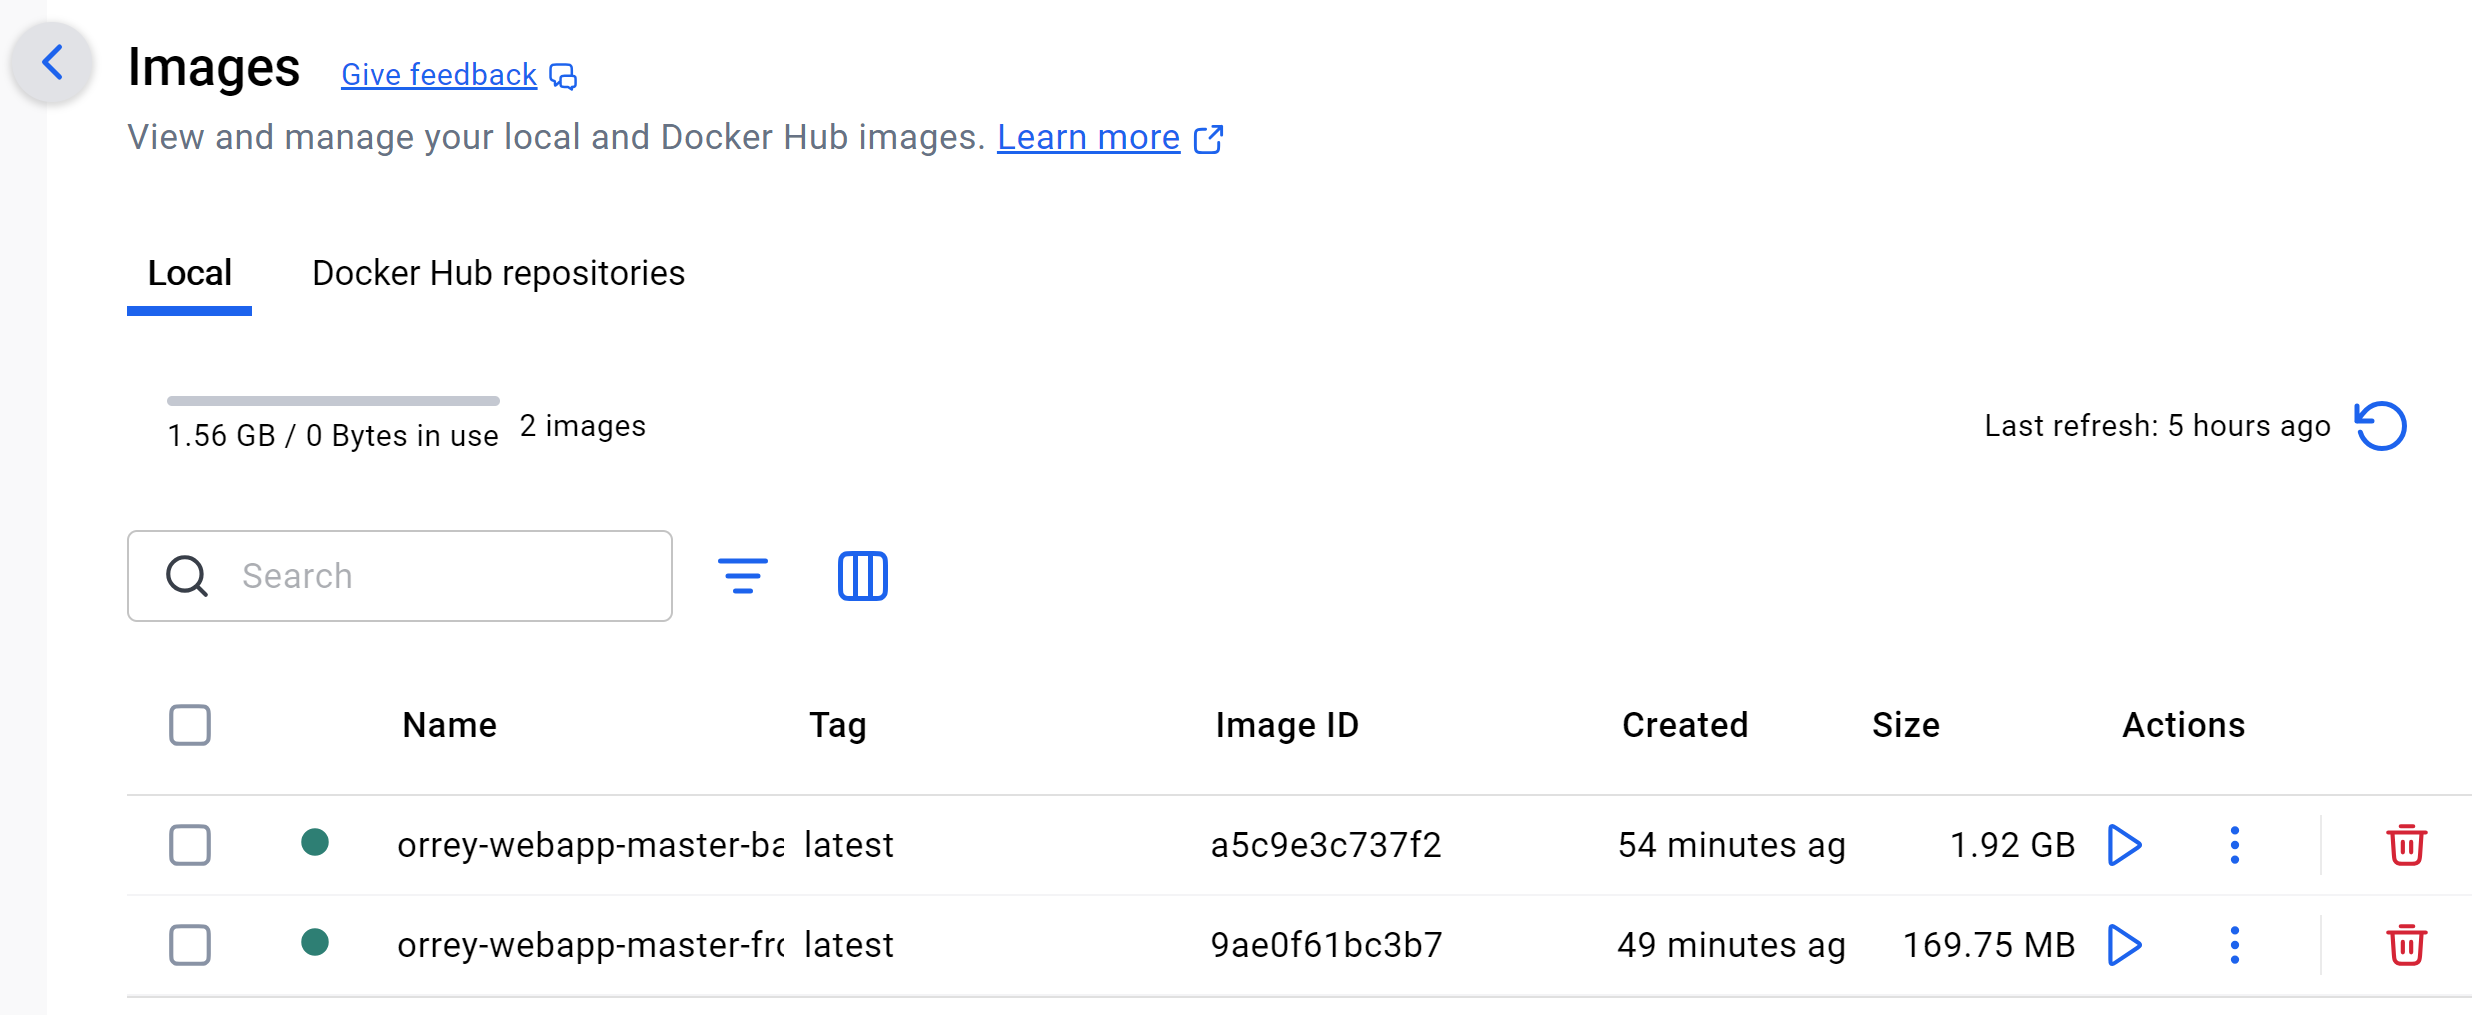 Images Give feedback
View and manage your local and Docker Hub images. Learn more
Local Docker Hub repositories
1.56 GB / 0 Bytes in use 2 images Last refresh: 5 hours ago
Search
Name Tag Image ID Created Size Actions
orrey-webapp-master-ba latest a5c9e3c737f2 54 minutes ag 1.92 GB
orrey-webapp-master-fro latest 9ae0f61bc3b7 49 minutes ag 169.75 MB